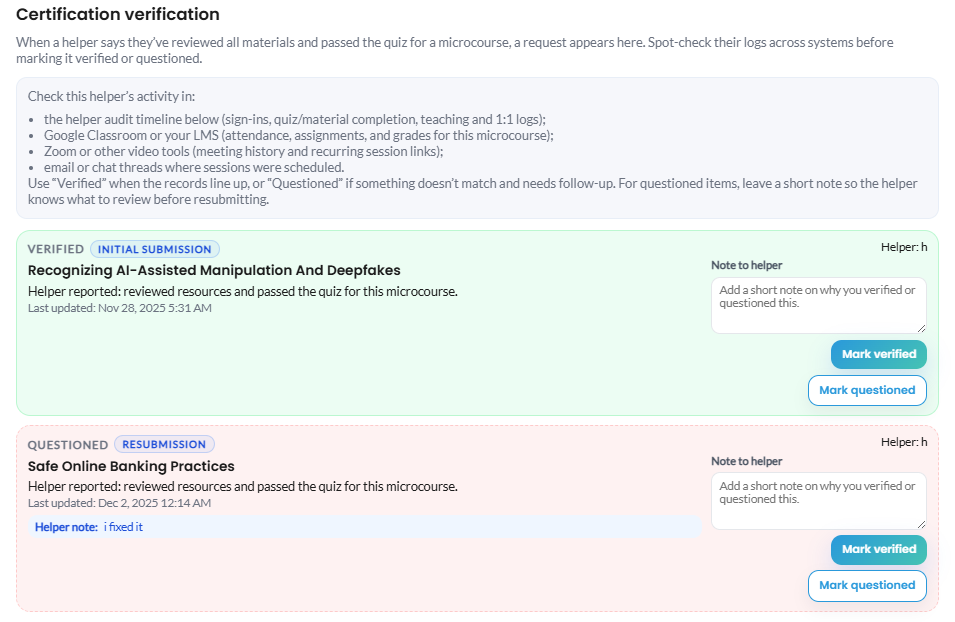 Certification verification
When a helper says they've reviewed all materials and passed the quiz for a microcourse, a request appears here. Spot-check their logs across systems before
marking it verified or questioned.
Check this helper's activity in:
• the helper audit timeline below (sign-ins, quiz/material completion, teaching and 1:1 logs);
• Google Classroom or your LMS (attendance, assignments, and grades for this microcourse);
• Zoom or other video tools (meeting history and recurring session links);
• email or chat threads where sessions were scheduled.
Use "Verified" when the records line up, or "Questioned" if something doesn't match and needs follow-up. For questioned items, leave a short note so the helper
knows what to review before resubmitting.
VERIFIED INITIAL SUBMISSION
Recognizing AI-Assisted Manipulation And Deepfakes
Helper reported: reviewed resources and passed the quiz for this microcourse.
Last updated: Nov 28, 2025 5:31 AM
Helper: h
Note to helper
Add a short note on why you verified or
questioned this.
Mark verified
Mark questioned
QUESTIONED RESUBMISSION
Safe Online Banking Practices
Helper reported: reviewed resources and passed the quiz for this microcourse.
Last updated: Dec 2, 2025 12:14 AM
Helper note: i fixed it
Helper: h
Note to helper
Add a short note on why you verified or
questioned this.
Mark verified
Mark questioned